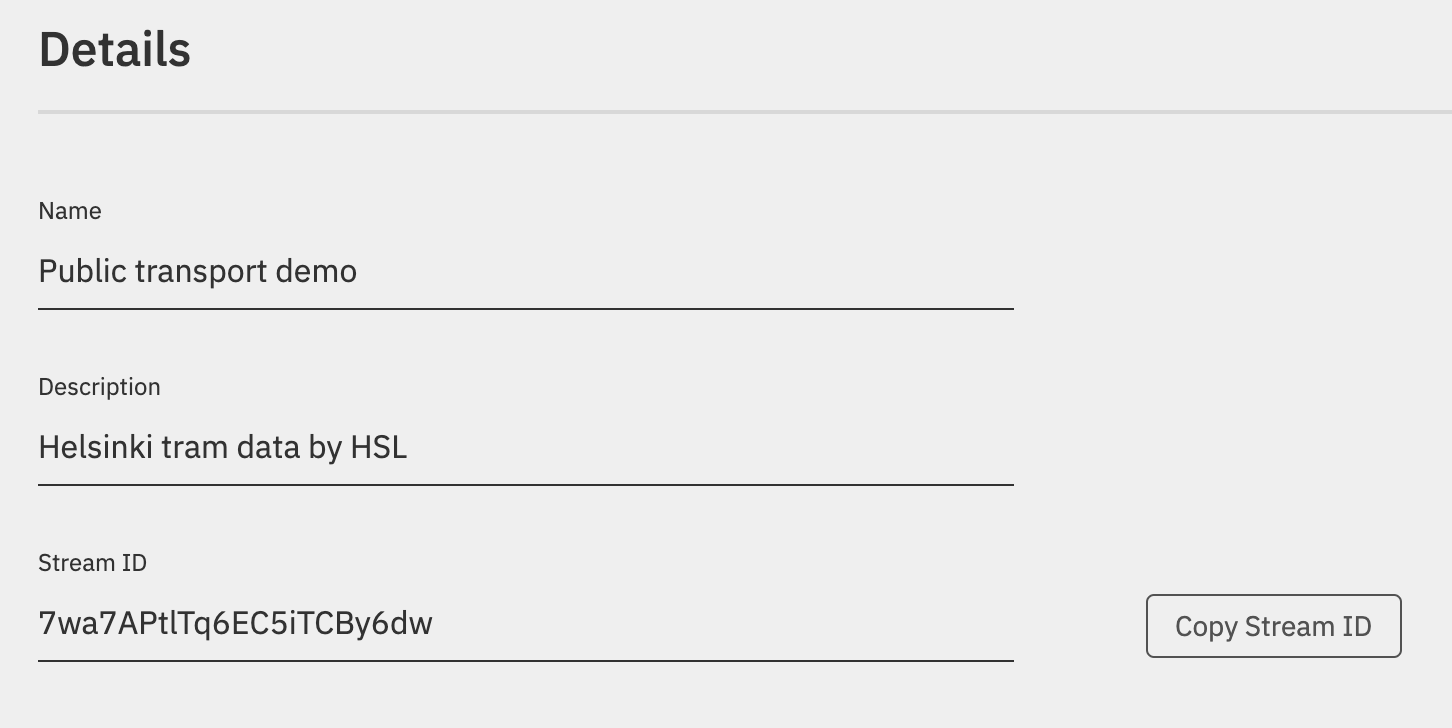 Details
Name
Public transport demo
Description
Helsinki tram data by HSL
Stream ID
7wa7APtlTq6EC5iTCBy6dw
Copy Stream ID